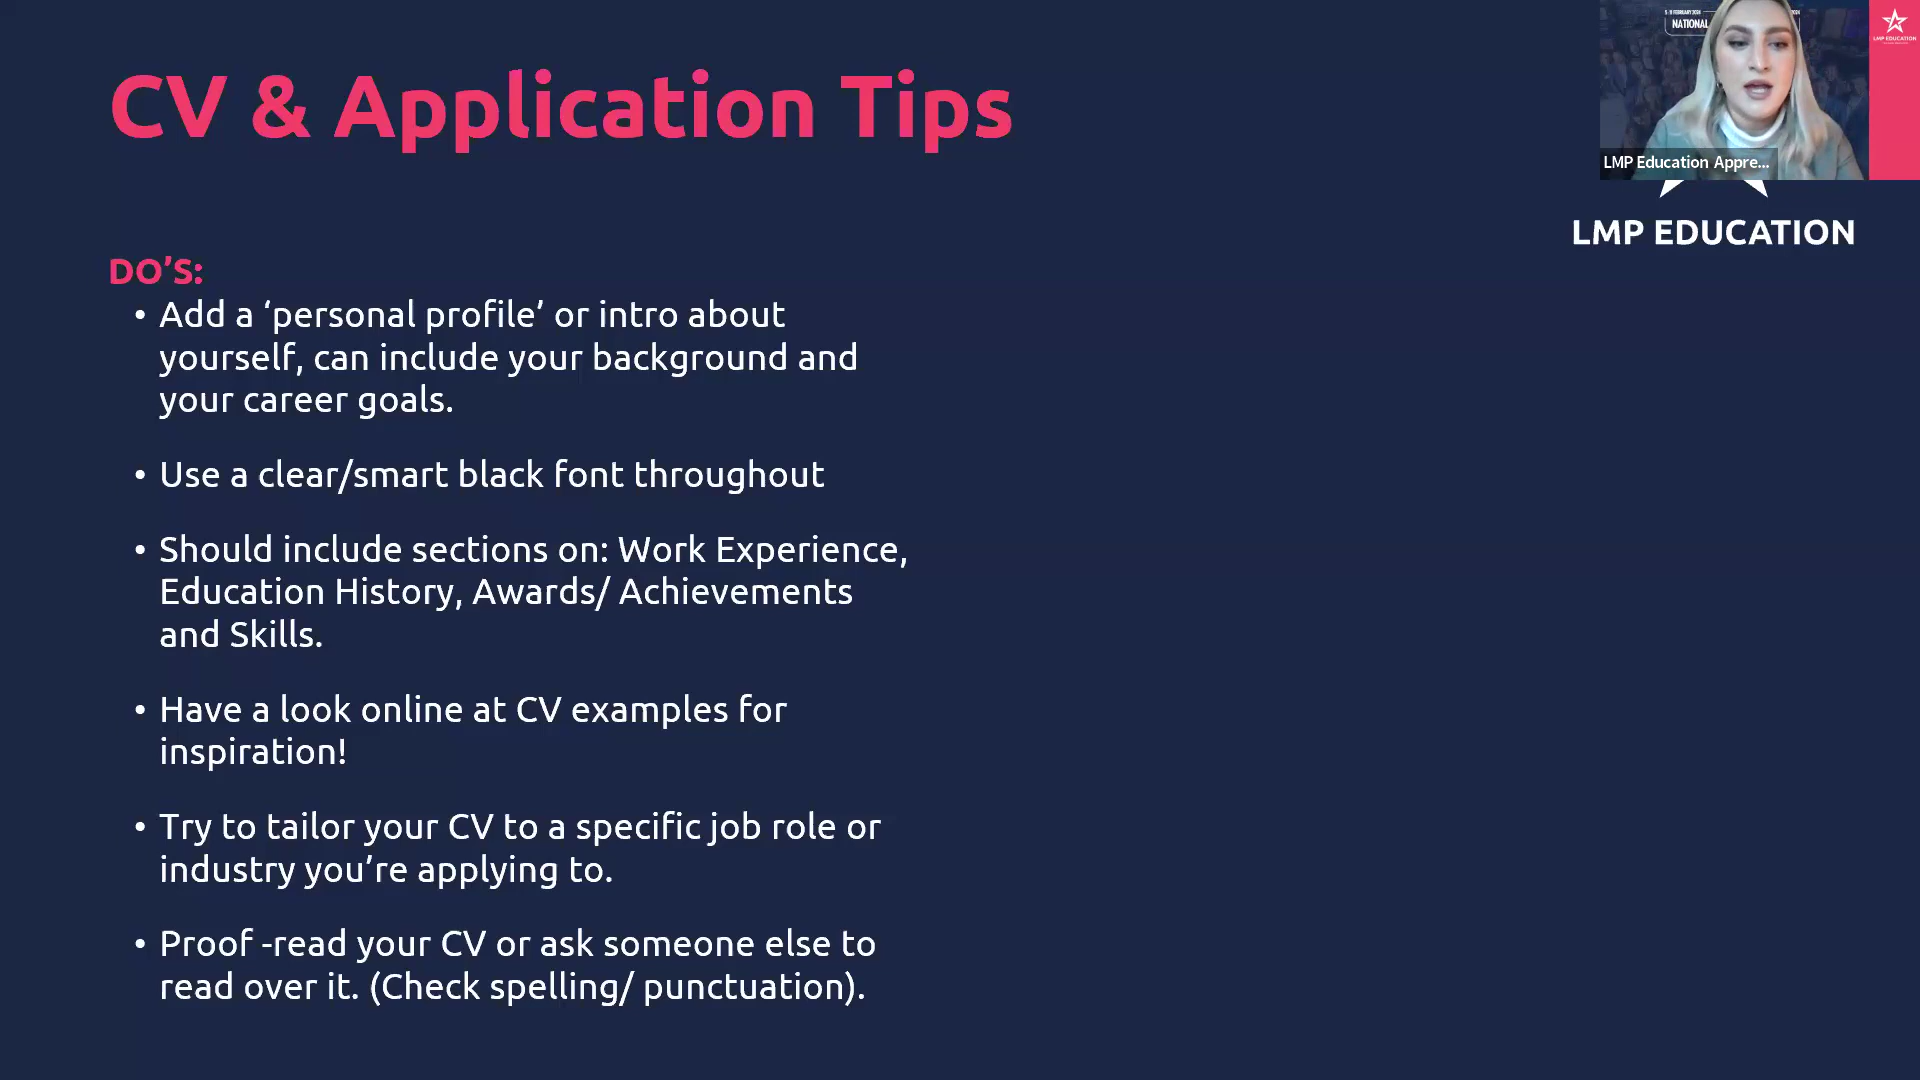 CV & Application Tips
NATIONAL
LMP EDUCATION
LMP Education Appre...
LMP EDUCATION
DO’S:
• Add a ‘personal profile’ or intro about
yourself, can include your background and
your career goals.
• Use a clear/smart black font throughout
• Should include sections on: Work Experience,
Education History, Awards/ Achievements
and Skills.
• Have a look online at CV examples for
inspiration!
• Try to tailor your CV to a specific job role or
industry you’re applying to.
• Proof -read your CV or ask someone else to
read over it. (Check spelling/ punctuation).